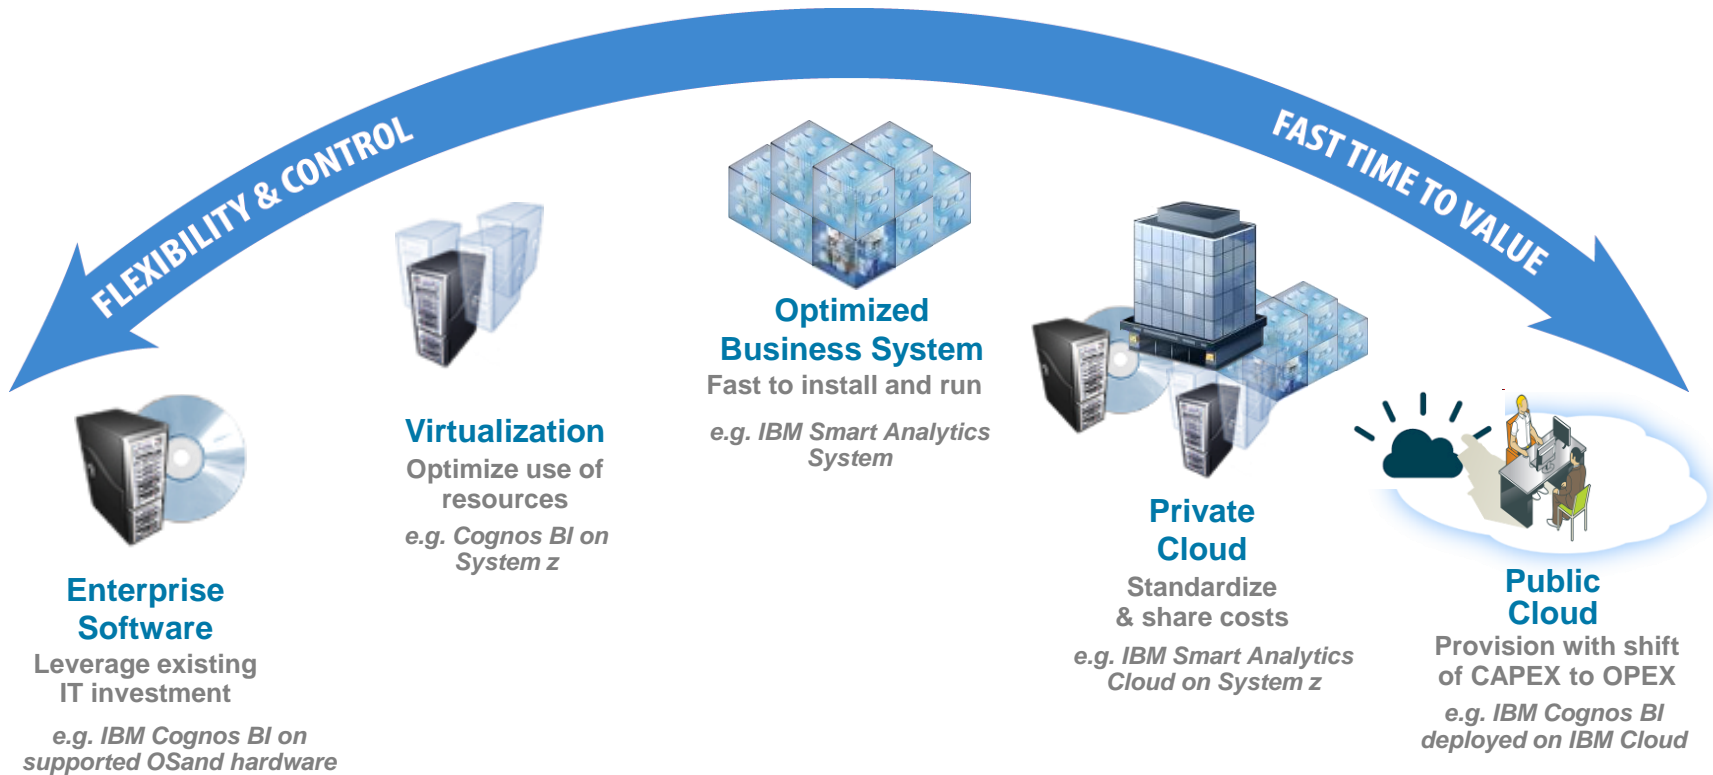 FLEXIBILITY & CONTROL
FAST TIME TO VALUE
Enterprise
Software
Leverage existing
IT investment
e.g. IBM Cognos BI on
supported OSand hardware
Virtualization
Optimize use of
resources
e.g. Cognos BI on
System z
Optimized
Business System
Fast to install and run
e.g. IBM Smart Analytics
System
Private
Cloud
Standardize
& share costs
e.g. IBM Smart Analytics
Cloud on System z
Public
Cloud
Provision with shift
of CAPEX to OPEX
e.g. IBM Cognos BI
deployed on IBM Cloud